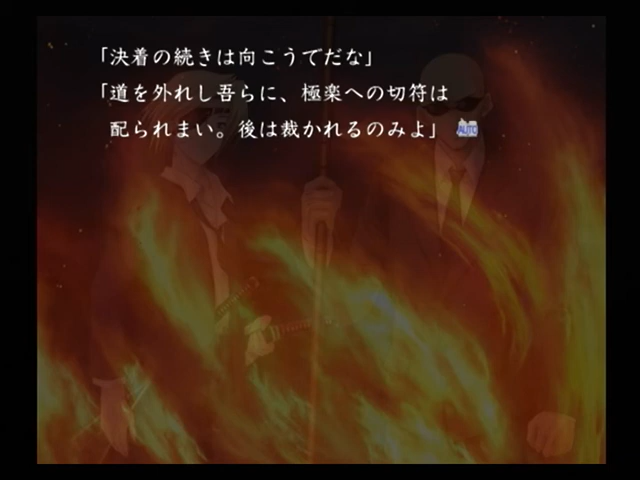 「決着の続きは向こうでだな」
「道を外れし吾らに、極楽への切符は
配られまい。後は裁かれるのみよ」 AUTO